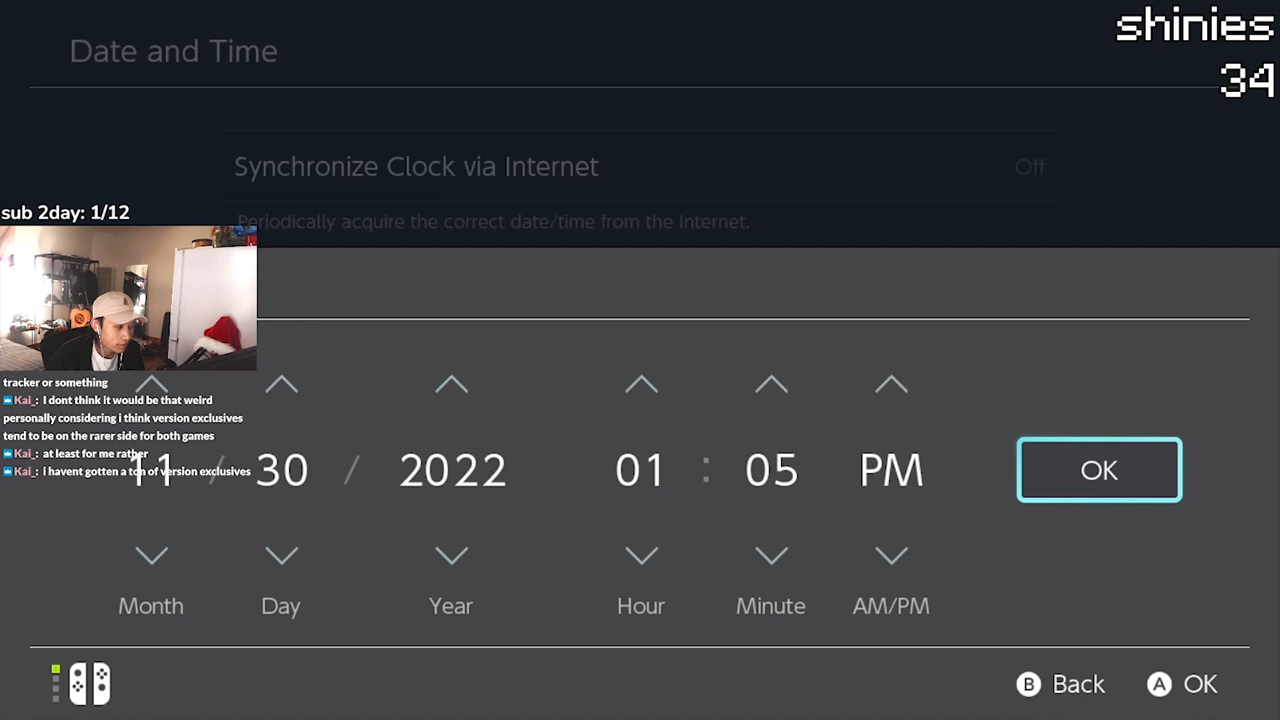 Date and Time
shinies
34
Synchronize Clock via Internet Off
Periodically acquire the correct date/time from the Internet.
sub 2day: 1/12
tracker or something
Kai_: I dont think it would be that weird
personally considering i think version exclusives
tend to be on the rarer side for both games
Kai_: at least for me rather
Kai_: i havent gotten a ton of version exclusives
11 / 30 / 2022 01 : 05 PM OK
Month Day Year Hour Minute AM/PM
B Back A OK